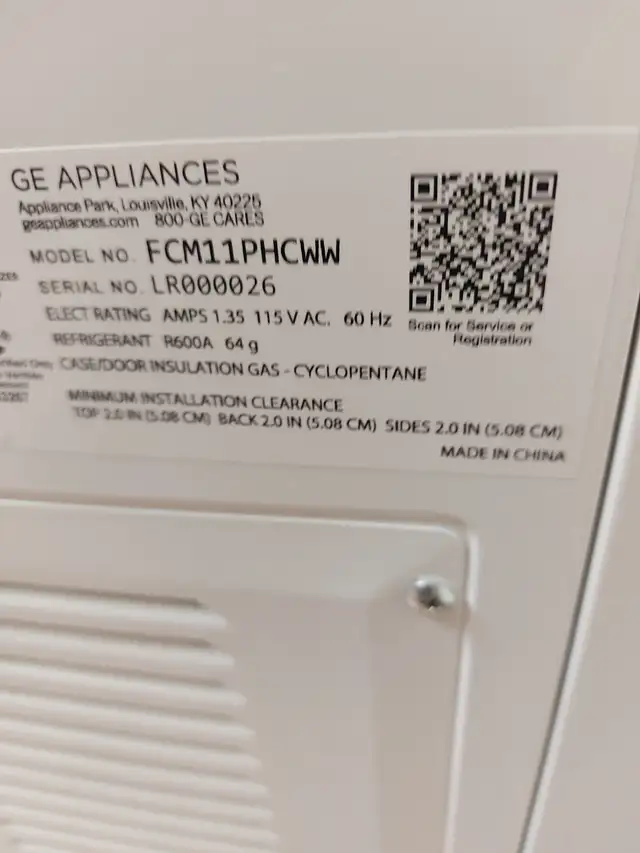 GE APPLIANCES
Appliance Park, Louisville, KY 40225
geappliances.com 800-GE CARES
MODEL NO. FCM11PHCWW
SERIAL NO. LR000026
ELECT RATING AMPS 1.35 115 V AC, 60 Hz
REFRIGERANT R600A 64 g
CASE/DOOR INSULATION GAS - CYCLOPENTANE
MINIMUM INSTALLATION CLEARANCE
TOP 2.0 IN (5.08 CM) BACK 2.0 IN (5.08 CM) SIDES 2.0 IN (5.08 CM)
MADE IN CHINA
Scan for Service or
Registration